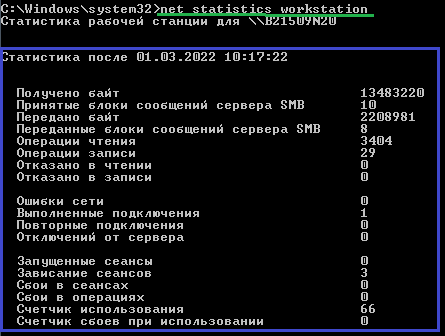 C:\Windows\system32>net statistics workstation
Статистика рабочей станции для \\B21509N20
Статистика после 01.03.2022 10:17:22
Получено байт 13483220
Принятые блоки сообщений сервера SMB 10
Передано байт 2208981
Переданные блоки сообщений сервера SMB 8
Операции чтения 3404
Операции записи 29
Отказано в чтении 0
Отказано в записи 0
Ошибки сети 0
Выполненные подключения 1
Повторные подключения 0
Отключений от сервера 0
Запущенные сеансы 0
Зависание сеансов 3
Сбои в сеансах 0
Сбои в операциях 0
Счетчик использования 66
Счетчик сбоев при использовании 0